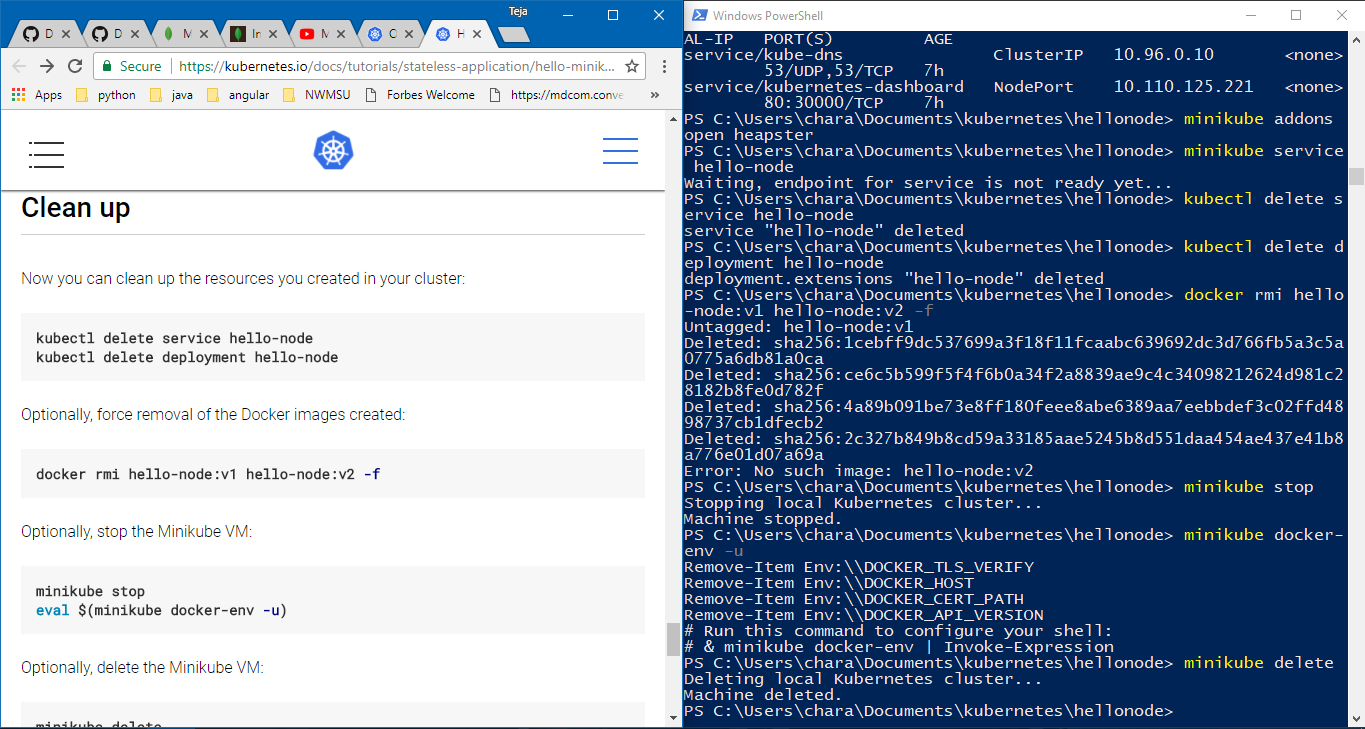 Teja
D
D
M
In
M
C
H
Secure
https://kubernetes.io/docs/tutorials/stateless-application/hello-minik...
Apps
python
java
angular
NWMSU
Forbes Welcome
https://mdcom.conve
»
Clean up
Now you can clean up the resources you created in your cluster:
kubectl delete service hello-node
kubectl delete deployment hello-node
Optionally, force removal of the Docker images created:
docker rmi hello-node:v1 hello-node:v2 -f
Optionally, stop the Minikube VM:
minikube stop
eval $(minikube docker-env -u)
Optionally, delete the Minikube VM:
minikube delete
Windows PowerShell
AL-IP   PORT(S)         AGE
service/kube-dns               ClusterIP   10.96.0.10       <none>
        53/UDP,53/TCP   7h
service/kubernetes-dashboard   NodePort    10.110.125.221   <none>
        80:30000/TCP    7h
PS C:\Users\chara\Documents\kubernetes\hellonode> minikube addons
open heapster
PS C:\Users\chara\Documents\kubernetes\hellonode> minikube service
 hello-node
Waiting, endpoint for service is not ready yet...
PS C:\Users\chara\Documents\kubernetes\hellonode> kubectl delete s
ervice hello-node
service "hello-node" deleted
PS C:\Users\chara\Documents\kubernetes\hellonode> kubectl delete d
eployment hello-node
deployment.extensions "hello-node" deleted
PS C:\Users\chara\Documents\kubernetes\hellonode> docker rmi hello
-node:v1 hello-node:v2 -f
Untagged: hello-node:v1
Deleted: sha256:1cebff9dc537699a3f18f11fcaabc639692dc3d766fb5a3c5a
0775a6db81a0ca
Deleted: sha256:ce6c5b599f5f4f6b0a34f2a8839ae9c4c34098212624d981c2
8182b8fe0d782f
Deleted: sha256:4a89b091be73e8ff180feee8abe6389aa7eebbdef3c02ffd48
98737cb1dfecb2
Deleted: sha256:2c327b849b8cd59a33185aae5245b8d551daa454ae437e41b8
a776e01d07a69a
Error: No such image: hello-node:v2
PS C:\Users\chara\Documents\kubernetes\hellonode> minikube stop
Stopping local Kubernetes cluster...
Machine stopped.
PS C:\Users\chara\Documents\kubernetes\hellonode> minikube docker-
env -u
Remove-Item Env:\\DOCKER_TLS_VERIFY
Remove-Item Env:\\DOCKER_HOST
Remove-Item Env:\\DOCKER_CERT_PATH
Remove-Item Env:\\DOCKER_API_VERSION
# Run this command to configure your shell:
# & minikube docker-env | Invoke-Expression
PS C:\Users\chara\Documents\kubernetes\hellonode> minikube delete
Deleting local Kubernetes cluster...
Machine deleted.
PS C:\Users\chara\Documents\kubernetes\hellonode>